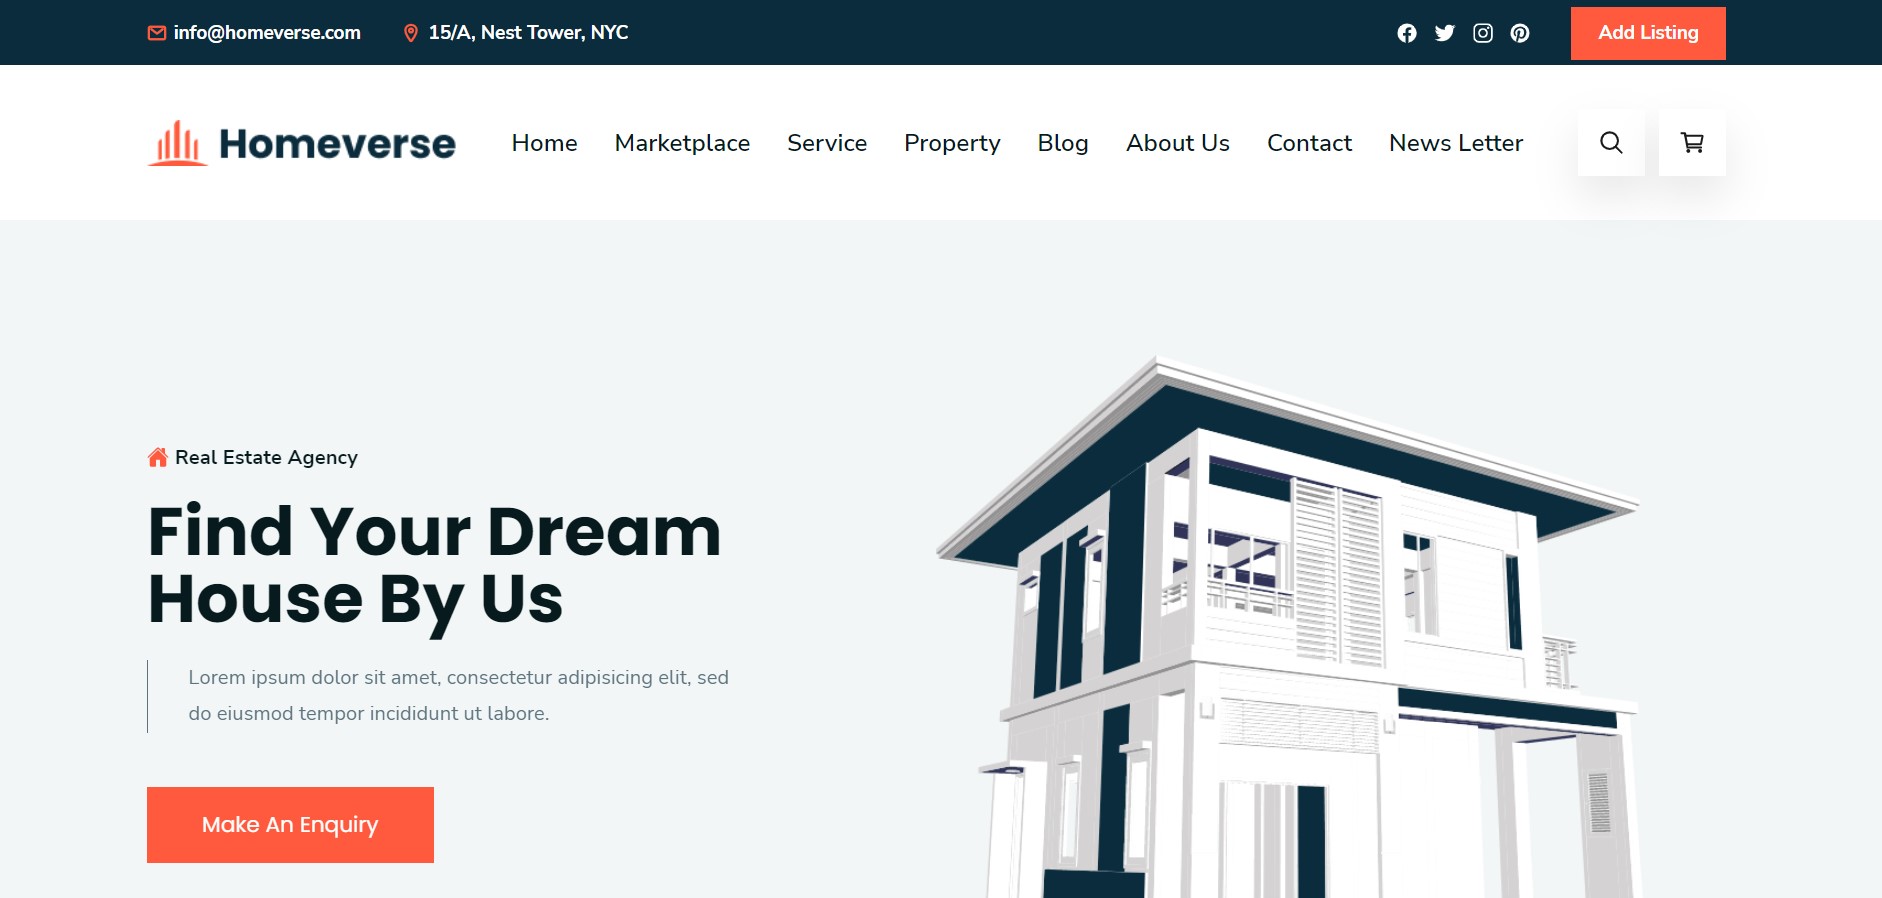 info@homeverse.com 15/A, Nest Tower, NYC Add Listing
Homeverse Home Marketplace Service Property Blog About Us Contact News Letter
Real Estate Agency
Find Your Dream
House By Us
Lorem ipsum dolor sit amet, consectetur adipisicing elit, sed
do eiusmod tempor incididunt ut labore.
Make An Enquiry